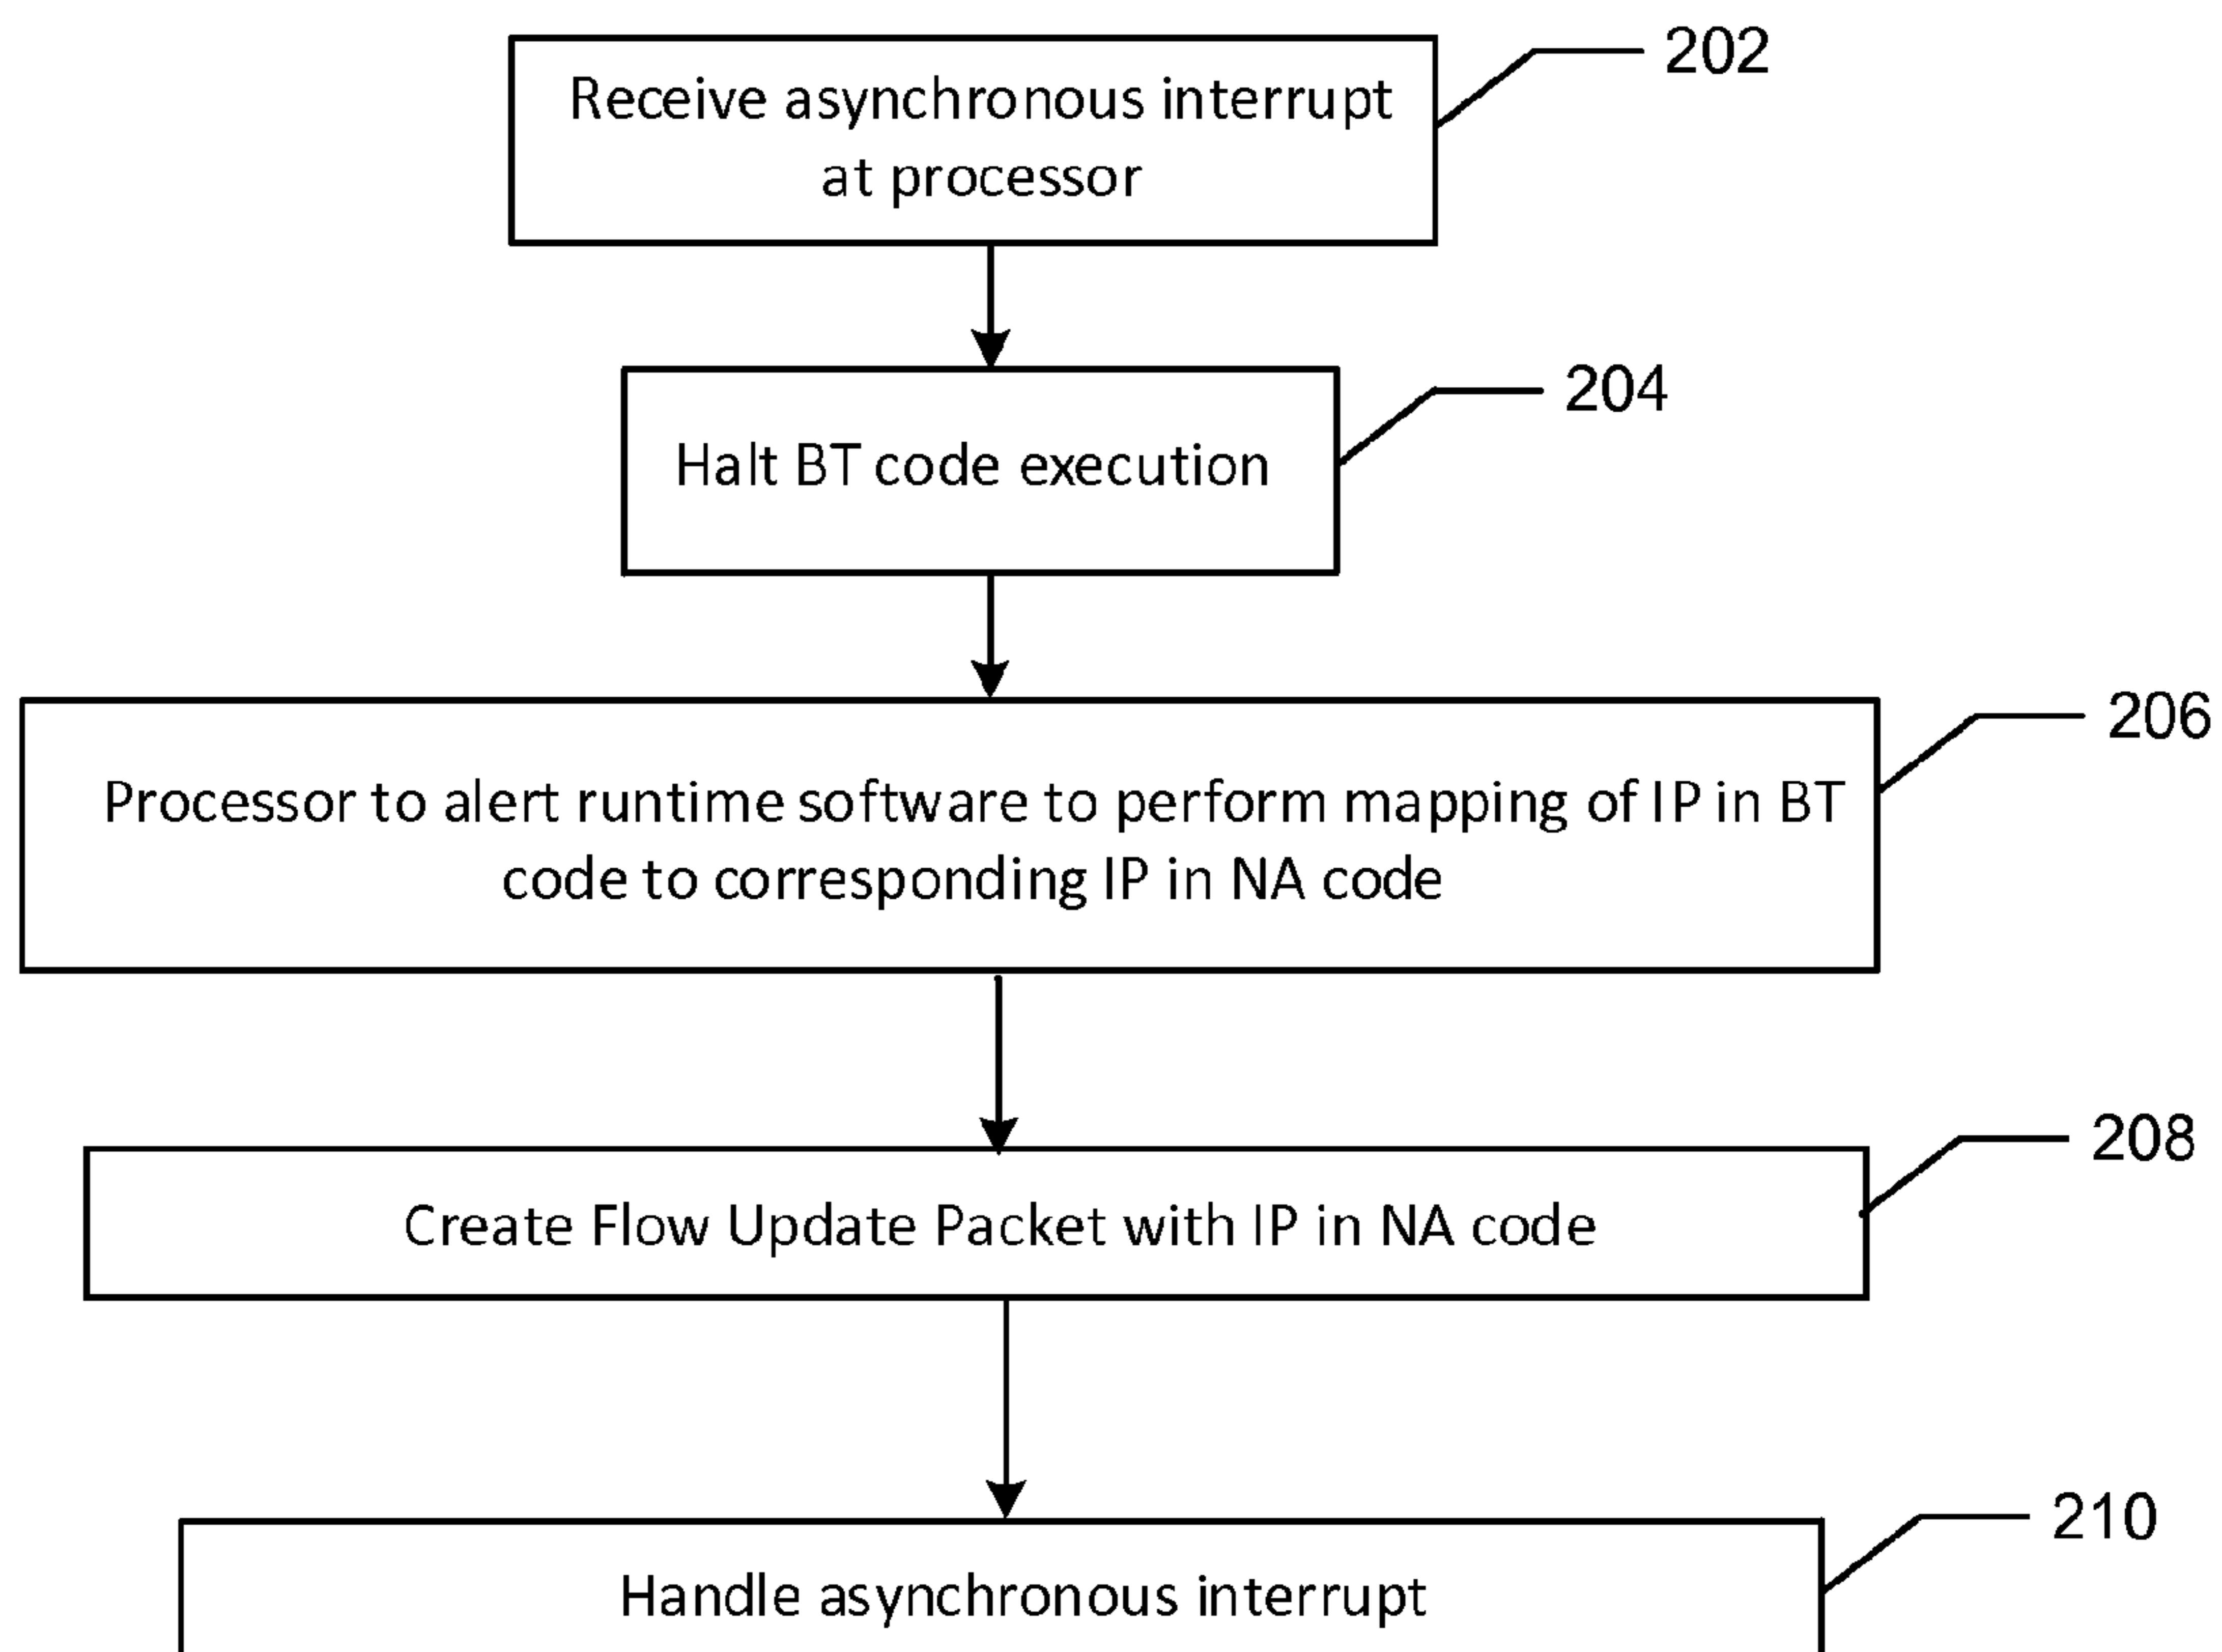 202
Receive asynchronous interrupt
at processor
204
Halt BT code execution
206
Processor to alert runtime software to perform mapping of IP in BT
code to corresponding IP in NA code
208
Create Flow Update Packet with IP in NA code
210
Handle asynchronous interrupt